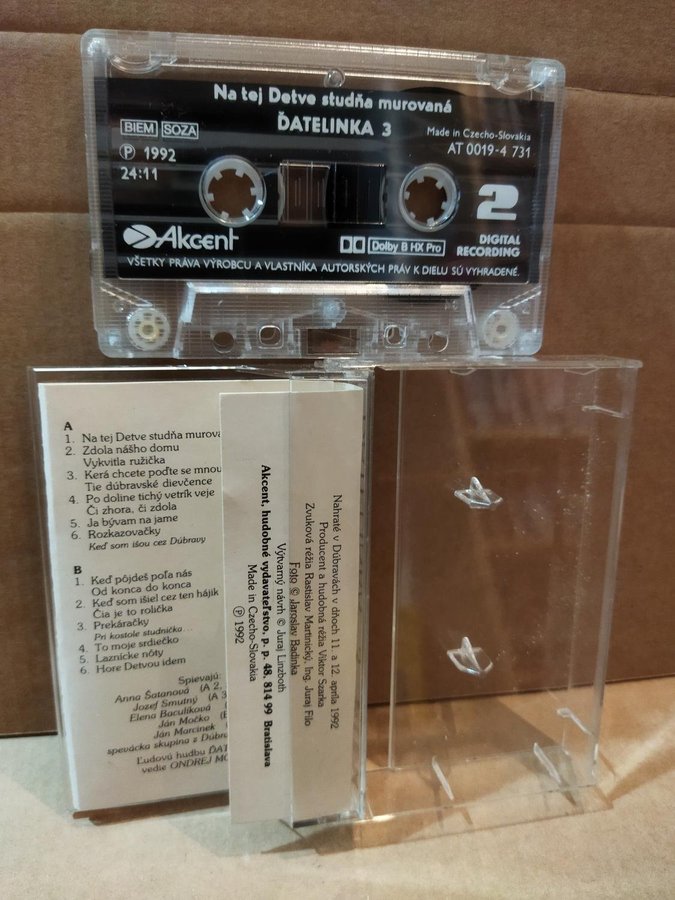 Na tej Detve studňa murovaná
ĎATELINKA 3
BIEM SOZA
Ⓟ 1992
24:11
Made in Czecho-Slovakia
AT 0019-4 731
2
Akcent
Dolby B HX Pro
DIGITAL
RECORDING
VŠETKY PRÁVA VÝROBCU A VLASTNÍKA AUTORSKÝCH PRÁV K DIELU SÚ VYHRADENÉ.
A
1. Na tej Detve studňa murova
2. Zdola nášho domu
Vykvitla ružička
3. Kerá chcete poďte se mnou
Tie dúbravské dievčence
4. Po doline tichý vetrík veje
Či zhora, či zdola
5. Ja bývam na jame
6. Rozkazovačky
Keď som išou cez Dúbravy
B
1. Keď pôjdeš poľa nás
Od konca do konca
2. Keď som išiel cez ten hájik
Čia je to rolička
3. Prekáračky
Pri kostole studnička...
4. To moje srdiečko
5. Laznícke nôty
6. Hore Detvou idem
Spievajú:
Anna Šatanová (A 2,
Jozef Smutný (A 3
Elena Baculíková
Ján Močko
Ján Marcinek
spevácka skupina z Dúbra
Ľudovú hudbu ĎAT
vedie ONDREJ MO
Nahraté v Dúbravách v dňoch 11. a 12. apríla 1992
Producent a hudobná réžia Viktor Szarka
Zvuková réžia Rastislav Martinický, Ing. Juraj Filo
Foto © Jaroslav Badinka
Výtvarný návrh © Juraj Linzboth
Akcent, hudobné vydavateľstvo, p. p. 48, 814 99 Bratislava
Made in Czecho-Slovakia
Ⓟ 1992